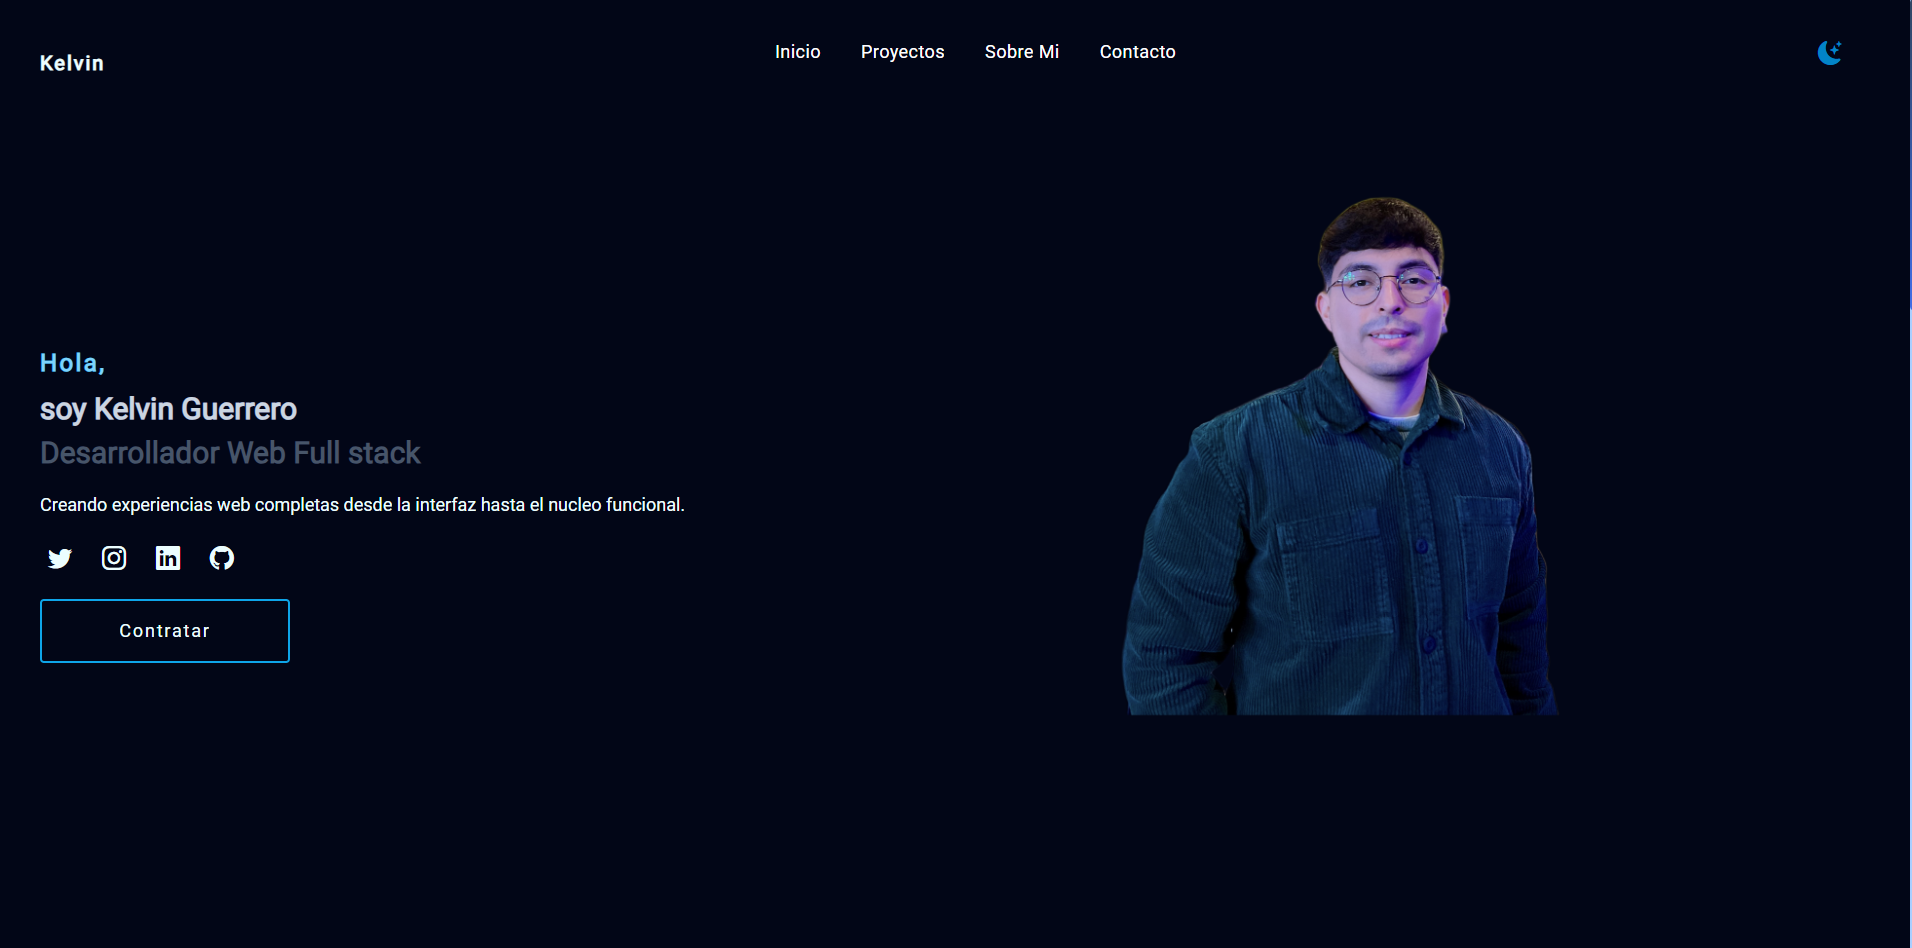 Kelvin
Inicio Proyectos Sobre Mi Contacto
Hola,
soy Kelvin Guerrero
Desarrollador Web Full stack
Creando experiencias web completas desde la interfaz hasta el nucleo funcional.
Contratar